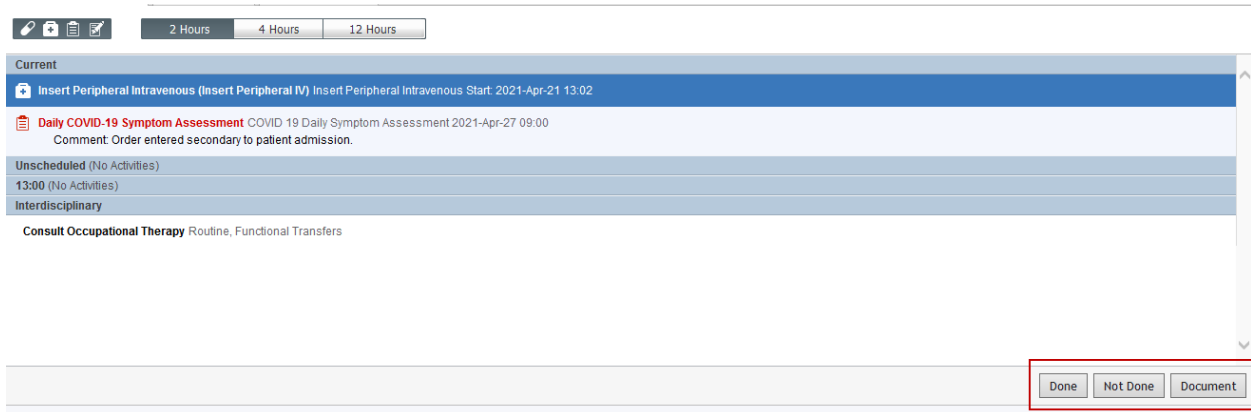 2 Hours 4 Hours 12 Hours
Current
Insert Peripheral Intravenous (Insert Peripheral IV) Insert Peripheral Intravenous Start: 2021-Apr-21 13:02
Daily COVID-19 Symptom Assessment COVID 19 Daily Symptom Assessment 2021-Apr-27 09:00
Comment: Order entered secondary to patient admission.
Unscheduled (No Activities)
13:00 (No Activities)
Interdisciplinary
Consult Occupational Therapy Routine, Functional Transfers
Done Not Done Document